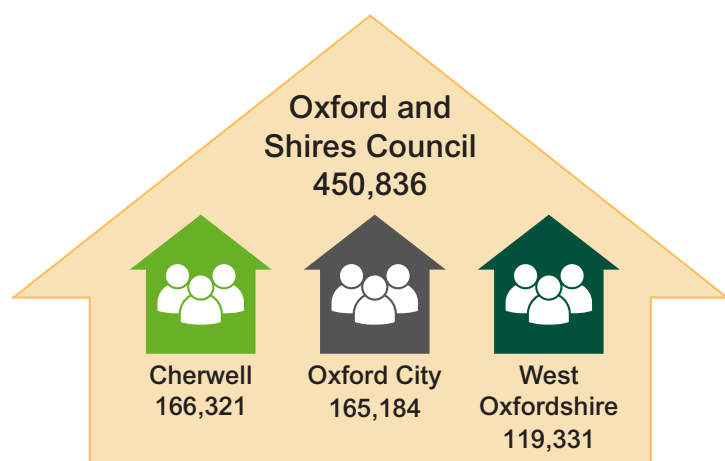 Oxford and
Shires Council
450,836
Cherwell
166,321
Oxford City
165,184
West
Oxfordshire
119,331